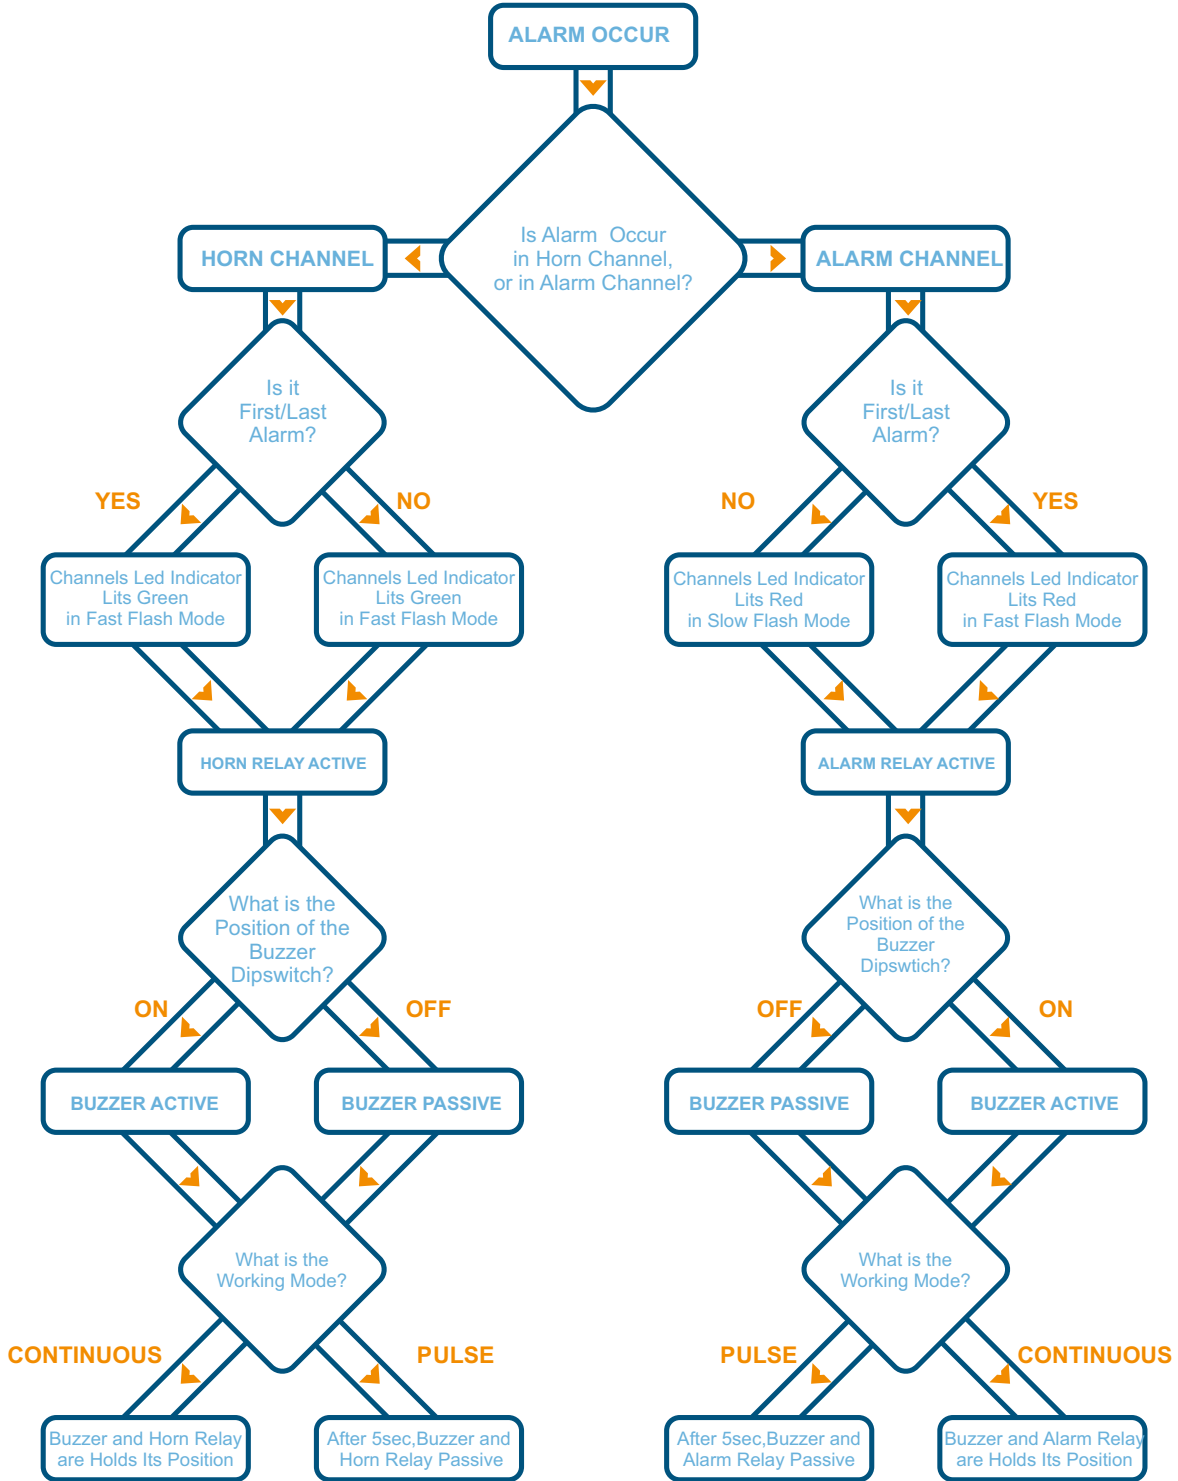 ALARM OCCUR
Is Alarm Occur
in Horn Channel,
or in Alarm Channel?
HORN CHANNEL
ALARM CHANNEL
Is it
First/Last
Alarm?
Is it
First/Last
Alarm?
YES
NO
NO
YES
Channels Led Indicator
Lits Green
in Fast Flash Mode
Channels Led Indicator
Lits Green
in Fast Flash Mode
Channels Led Indicator
Lits Red
in Slow Flash Mode
Channels Led Indicator
Lits Red
in Fast Flash Mode
HORN RELAY ACTIVE
ALARM RELAY ACTIVE
What is the
Position of the
Buzzer
Dipswitch?
What is the
Position of the
Buzzer
Dipswtich?
ON
OFF
OFF
ON
BUZZER ACTIVE
BUZZER PASSIVE
BUZZER PASSIVE
BUZZER ACTIVE
What is the
Working Mode?
What is the
Working Mode?
CONTINUOUS
PULSE
PULSE
CONTINUOUS
Buzzer and Horn Relay
are Holds Its Position
After 5sec,Buzzer and
Horn Relay Passive
After 5sec,Buzzer and
Alarm Relay Passive
Buzzer and Alarm Relay
are Holds Its Position